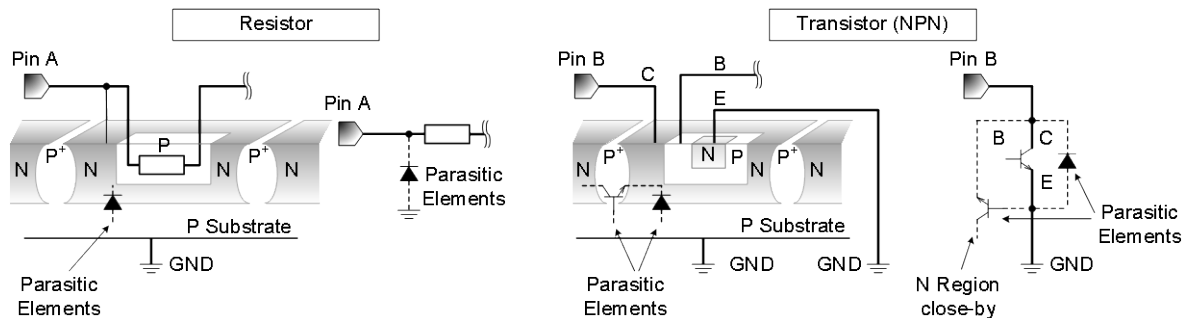 Resistor
Transistor (NPN)
Pin A
Pin B
C
B
E
Pin B
Pin A
P
N
P+
N
N
P+
N
Parasitic
Elements
P Substrate
GND
Parasitic
Elements
N
P+
N
N
P
P+
N
N
P Substrate
GND
GND
Parasitic
Elements
B
C
E
Parasitic
Elements
GND
N Region
close-by